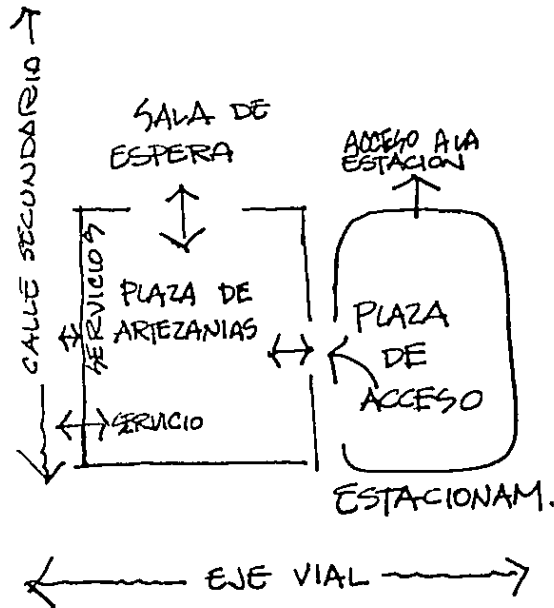 CALLE SECUNDARIO
SALA DE
ESPERA
ACCESO A LA
ESTACION
SERVICIOS
PLAZA DE
ARTEZANIAS
PLAZA
DE
ACCESO
SERVICIO
ESTACIONAM.
EJE VIAL